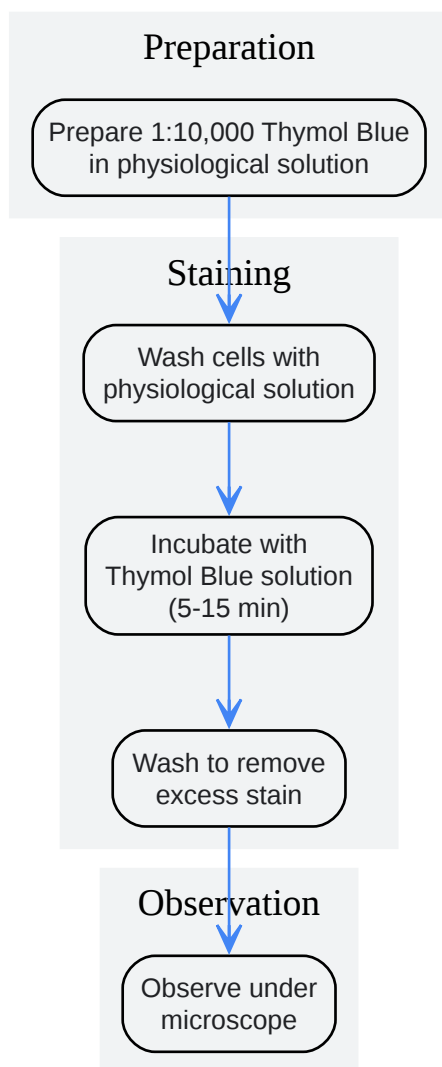 Preparation
Prepare 1:10,000 Thymol Blue
in physiological solution
Staining
Wash cells with
physiological solution
Incubate with
Thymol Blue solution
(5-15 min)
Wash to remove
excess stain
Observation
Observe under
microscope